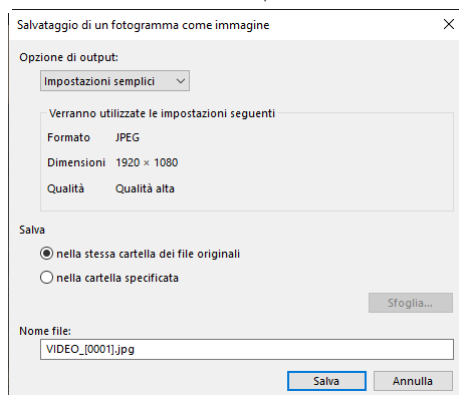 Salvataggio di un fotogramma come immagine
Opzione di output:
Impostazioni semplici
Verranno utilizzate le impostazioni seguenti
Formato JPEG
Dimensioni 1920 × 1080
Qualità Qualità alta
Salva
nella stessa cartella dei file originali
nella cartella specificata
Sfoglia...
Nome file:
VIDEO_[0001].jpg
Salva Annulla